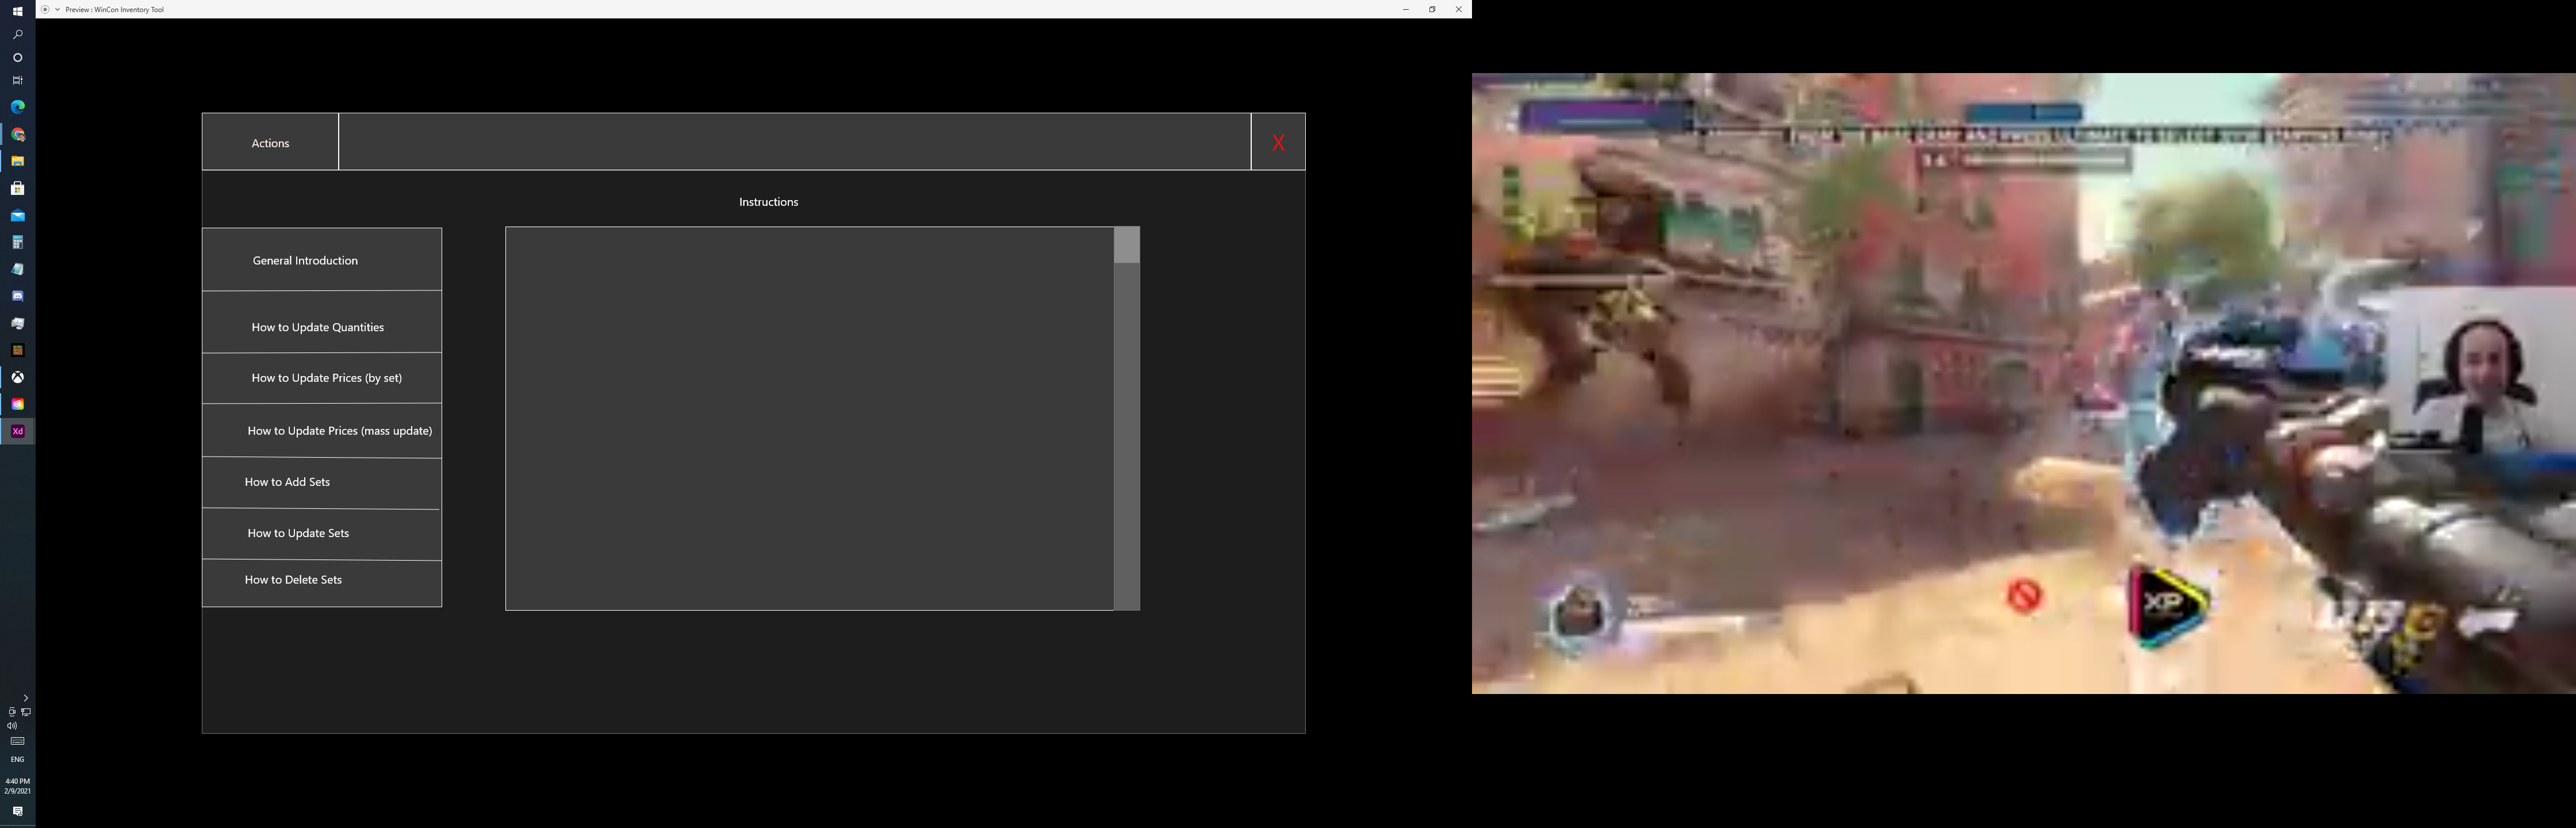 Preview : WinCon Inventory Tool
Actions
X
Instructions
General Introduction
How to Update Quantities
How to Update Prices (by set)
How to Update Prices (mass update)
How to Add Sets
How to Update Sets
How to Delete Sets
Xd
ENG
4:40 PM
2/9/2021
XP